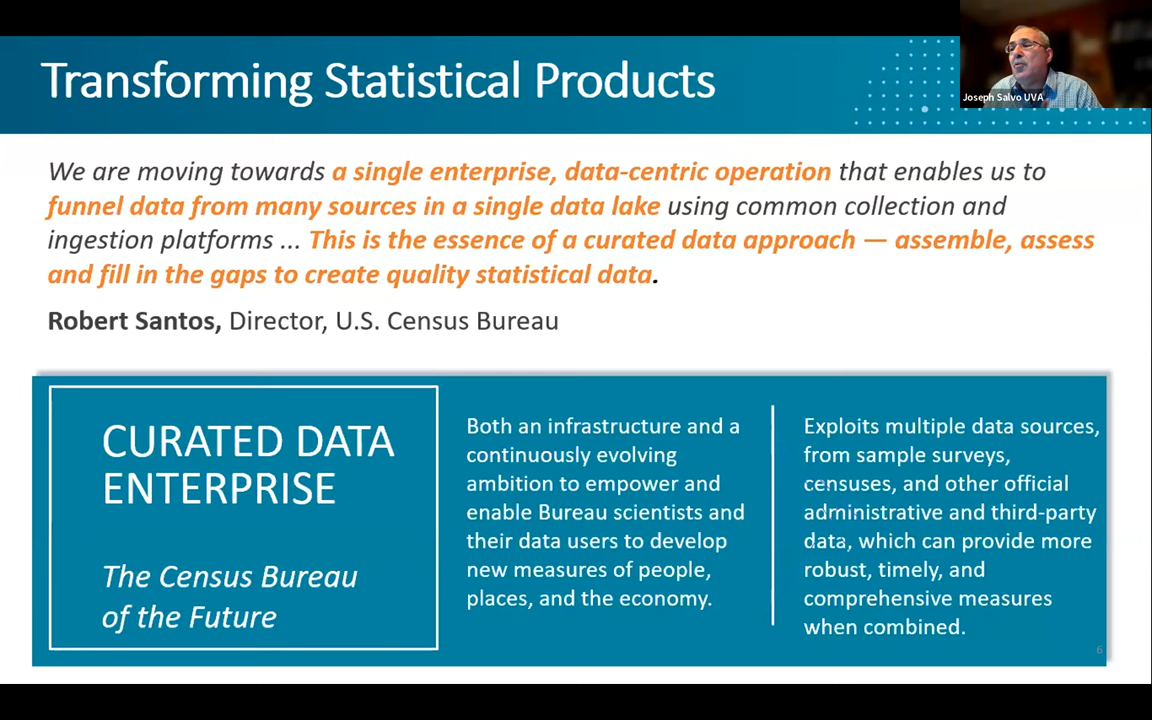 Transforming Statistical Products
Joseph Salvo UVA
We are moving towards a single enterprise, data-centric operation that enables us to
funnel data from many sources in a single data lake using common collection and
ingestion platforms ... This is the essence of a curated data approach — assemble, assess
and fill in the gaps to create quality statistical data.
Robert Santos, Director, U.S. Census Bureau
CURATED DATA
ENTERPRISE
The Census Bureau
of the Future
Both an infrastructure and a
continuously evolving
ambition to empower and
enable Bureau scientists and
their data users to develop
new measures of people,
places, and the economy.
Exploits multiple data sources,
from sample surveys,
censuses, and other official
administrative and third-party
data, which can provide more
robust, timely, and
comprehensive measures
when combined.
6